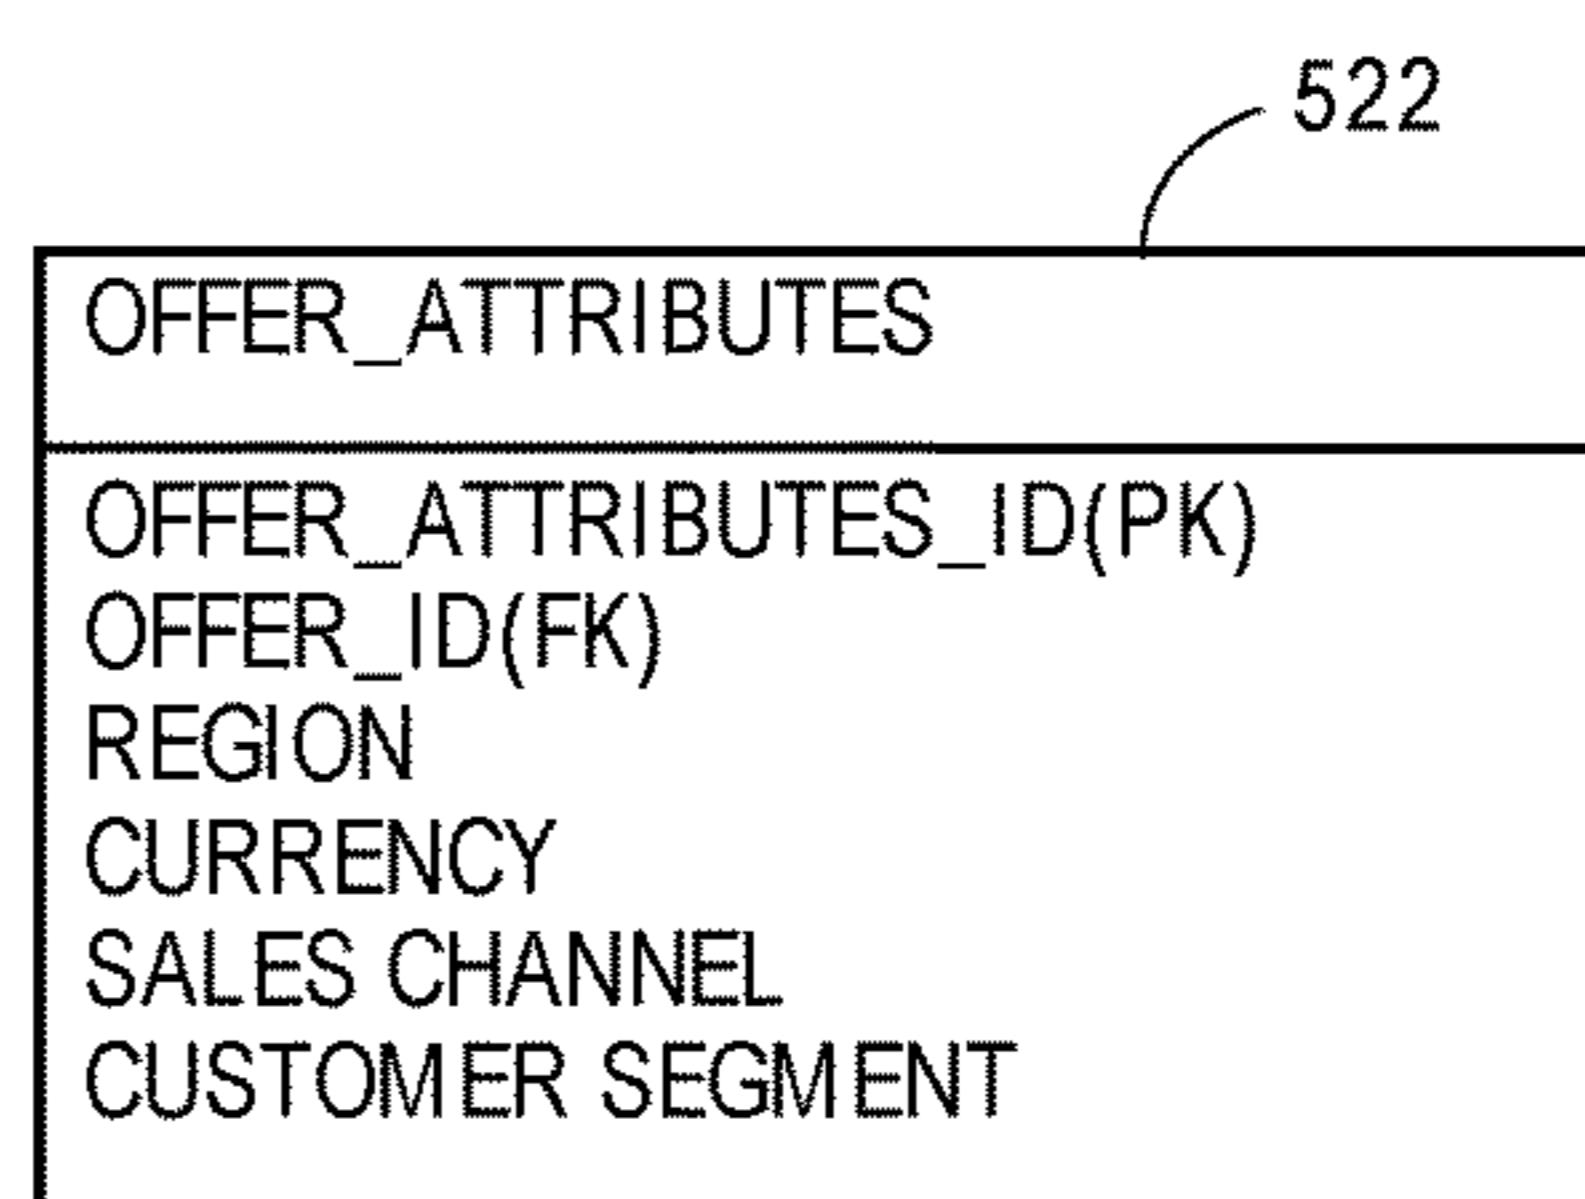 522
OFFER_ATTRIBUTES
OFFER_ATTRIBUTES_ID(PK)
OFFER_ID(FK)
REGION
CURRENCY
SALES CHANNEL
CUSTOMER SEGMENT